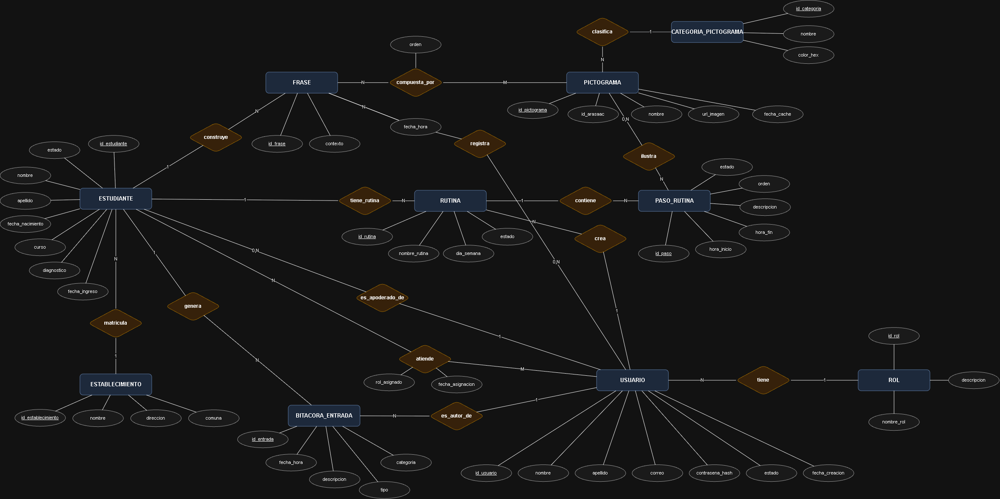 id_categoria
clasifica
1
CATEGORIA_PICTOGRAMA
nombre
orden
color_hex
N
FRASE
N
compuesta_por
M
PICTOGRAMA
N
N
id_pictograma
id_arasaac
nombre
url_imagen
fecha_cache
0,N
fecha_hora
construye
id_frase
contexto
registra
estado
id_estudiante
ilustra
1
estado
nombre
N
orden
ESTUDIANTE
1
tiene_rutina
N
RUTINA
1
contiene
N
PASO_RUTINA
apellido
descripcion
fecha_nacimiento
N
hora_fin
id_rutina
estado
crea
curso
nombre_rutina
dia_semana
id_paso
hora_inicio
1
0,N
N
0,N
diagnostico
N
fecha_ingreso
es_apoderado_de
genera
1
matricula
1
id_rol
1
N
atiende
M
rol_asignado
fecha_asignacion
ESTABLECIMIENTO
USUARIO
N
tiene
1
ROL
descripcion
1
id_establecimiento
nombre
direccion
comuna
BITACORA_ENTRADA
N
es_autor_de
nombre_rol
id_entrada
fecha_hora
categoria
descripcion
tipo
id_usuario
nombre
apellido
correo
contrasena_hash
estado
fecha_creacion